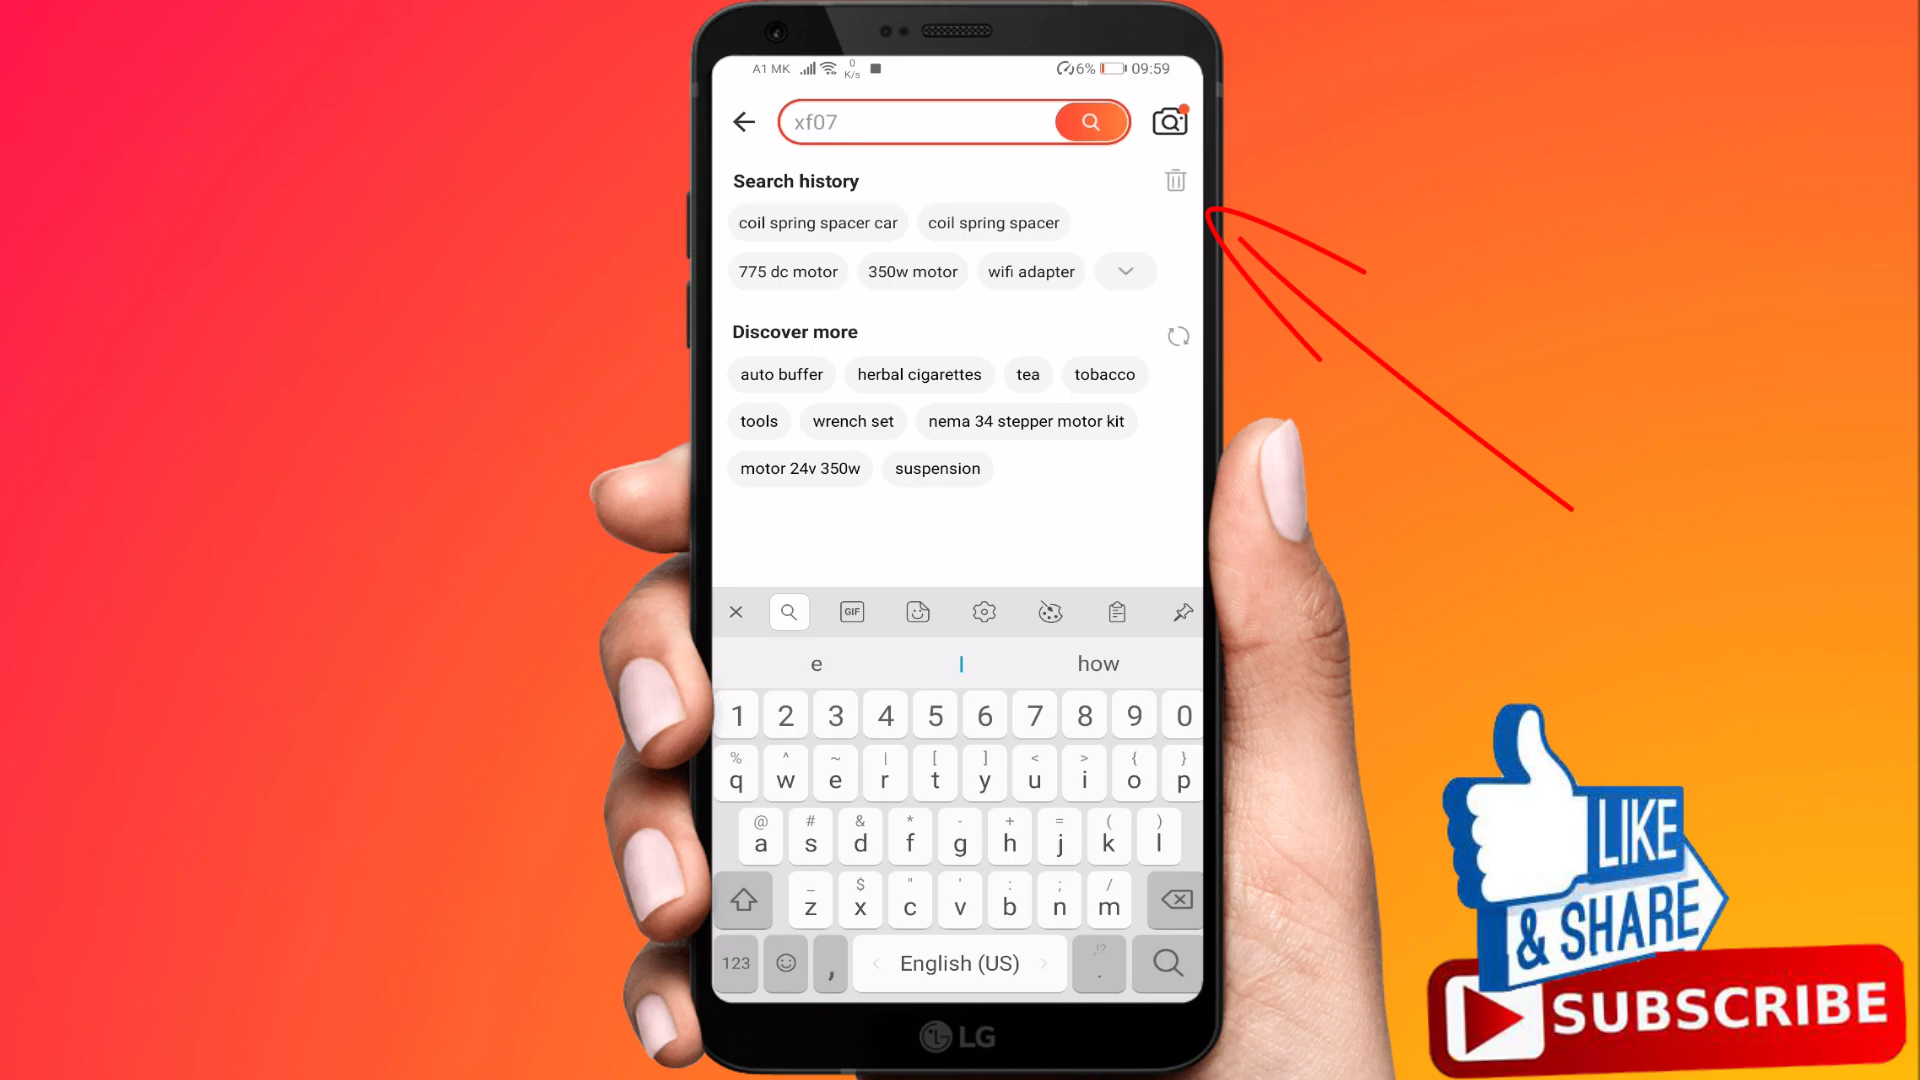 A1 MK 0 K/s 6% 09:59
xf07
Search history
coil spring spacer car coil spring spacer
775 dc motor 350w motor wifi adapter
Discover more
auto buffer herbal cigarettes tea tobacco
tools wrench set nema 34 stepper motor kit
motor 24v 350w suspension
GIF
e I how
1 2 3 4 5 6 7 8 9 0
% ^ ~ | [ ] < > { }
q w e r t y u i o p
@ # & * - + = ( )
a s d f g h j k l
_ $ " ' : ; /
z x c v b n m
123 , < English (US) > ,!? .
LG
LIKE
& SHARE
SUBSCRIBE